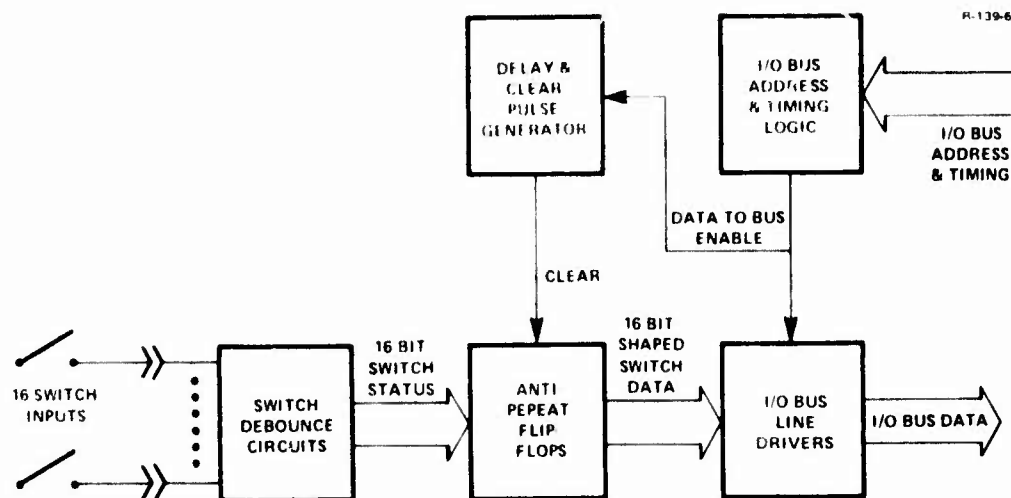 R-139-6
DELAY &
CLEAR
PULSE
GENERATOR
I/O BUS
ADDRESS
& TIMING
LOGIC
I/O BUS
ADDRESS
& TIMING
DATA TO BUS
ENABLE
CLEAR
16 SWITCH
INPUTS
SWITCH
DEBOUNCE
CIRCUITS
16 BIT
SWITCH
STATUS
ANTI
PEPEAT
FLIP
FLOPS
16 BIT
SHAPED
SWITCH
DATA
I/O BUS
LINE
DRIVERS
I/O BUS DATA